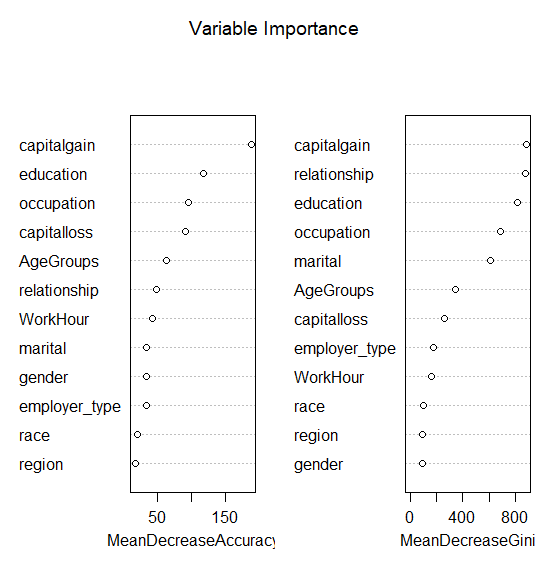 Variable Importance
capitalgain
education
occupation
capitalloss
AgeGroups
relationship
WorkHour
marital
gender
employer_type
race
region
50 150
MeanDecreaseAccuracy
capitalgain
relationship
education
occupation
marital
AgeGroups
capitalloss
employer_type
WorkHour
race
region
gender
0 400 800
MeanDecreaseGini